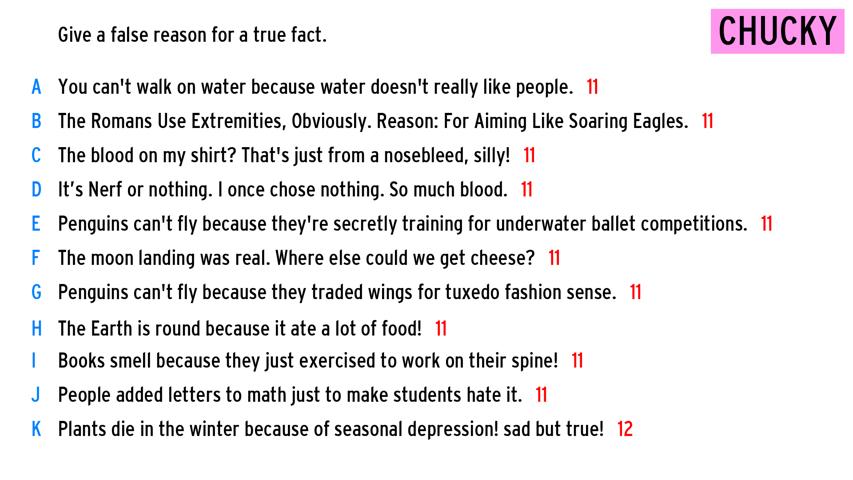 Give a false reason for a true fact.
CHUCKY
A You can't walk on water because water doesn't really like people. 11
B The Romans Use Extremities, Obviously. Reason: For Aiming Like Soaring Eagles. 11
C The blood on my shirt? That's just from a nosebleed, silly! 11
D It’s Nerf or nothing. I once chose nothing. So much blood. 11
E Penguins can't fly because they're secretly training for underwater ballet competitions. 11
F The moon landing was real. Where else could we get cheese? 11
G Penguins can't fly because they traded wings for tuxedo fashion sense. 11
H The Earth is round because it ate a lot of food! 11
I Books smell because they just exercised to work on their spine! 11
J People added letters to math just to make students hate it. 11
K Plants die in the winter because of seasonal depression! sad but true! 12